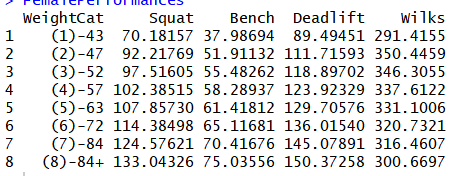 > FemalePerformances
WeightCat Squat Bench Deadlift Wilks
1 (1)-43 70.18157 37.98694 89.49451 291.4155
2 (2)-47 92.21769 51.91132 111.71593 350.4459
3 (3)-52 97.51605 55.48262 118.89702 346.3055
4 (4)-57 102.38515 58.28937 123.92329 337.6122
5 (5)-63 107.85730 61.41812 129.70576 331.1006
6 (6)-72 114.38498 65.11681 136.01540 320.7321
7 (7)-84 124.57621 70.41676 145.07891 316.4607
8 (8)-84+ 133.04326 75.03556 150.37258 300.6697